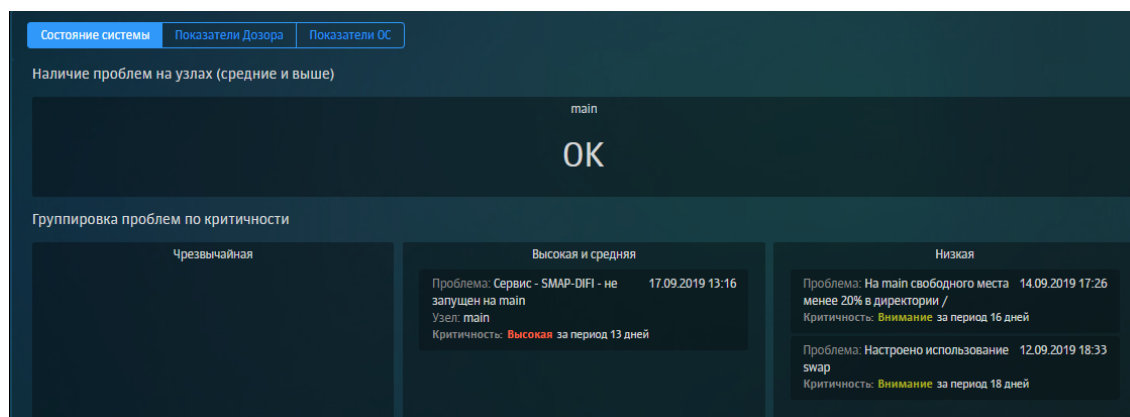 Состояние системы Показатели Дозора Показатели ОС
Наличие проблем на узлах (средние и выше)
main
OK
Группировка проблем по критичности
Чрезвычайная
Высокая и средняя
Проблема: Сервис - SMAP-DIFI - не 17.09.2019 13:16
запущен на main
Узел: main
Критичность: Высокая за период 13 дней
Низкая
Проблема: На main свободного места 14.09.2019 17:26
менее 20% в директории /
Критичность: Внимание за период 16 дней
Проблема: Настроено использование 12.09.2019 18:33
swap
Критичность: Внимание за период 18 дней